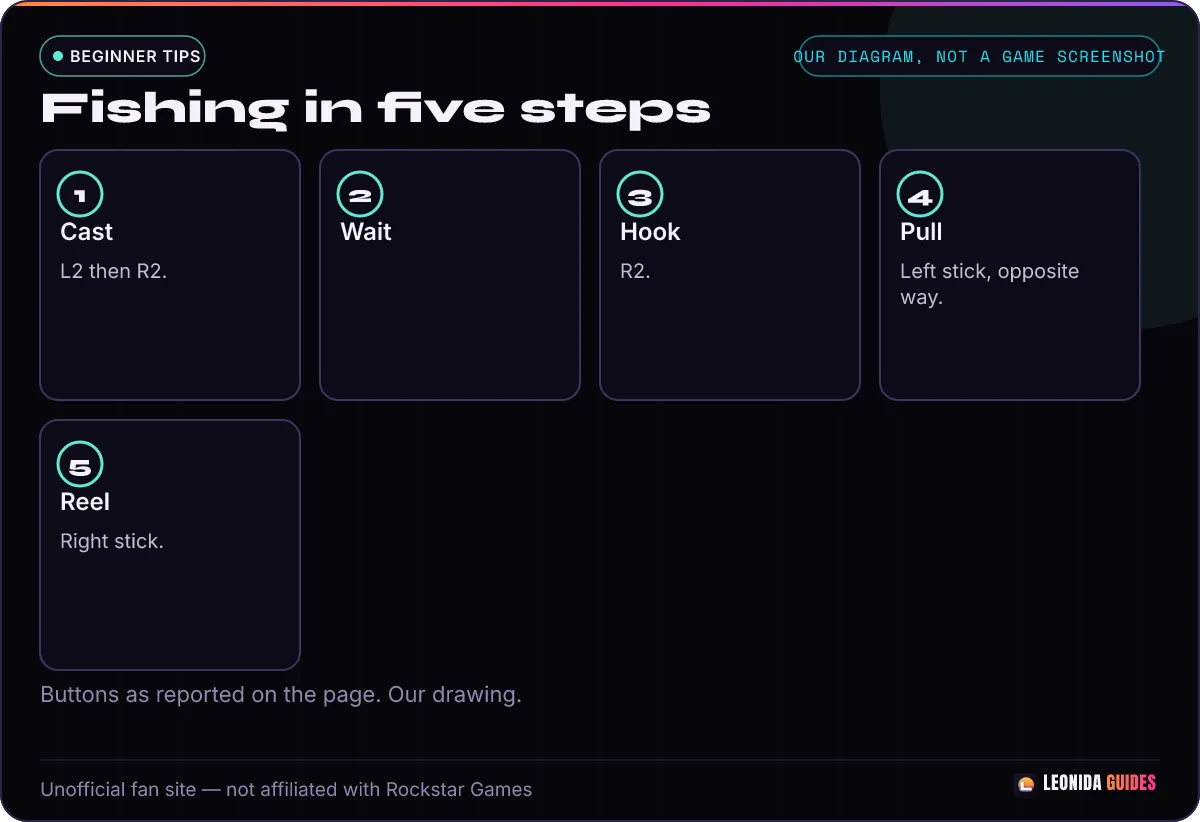 BEGINNER TIPS
OUR DIAGRAM, NOT A GAME SCREENSHOT
Fishing in five steps
1
Cast
L2 then R2.
2
Wait
3
Hook
R2.
4
Pull
Left stick, opposite
way.
5
Reel
Right stick.
Buttons as reported on the page. Our drawing.
Unofficial fan site — not affiliated with Rockstar Games
LEONIDA GUIDES